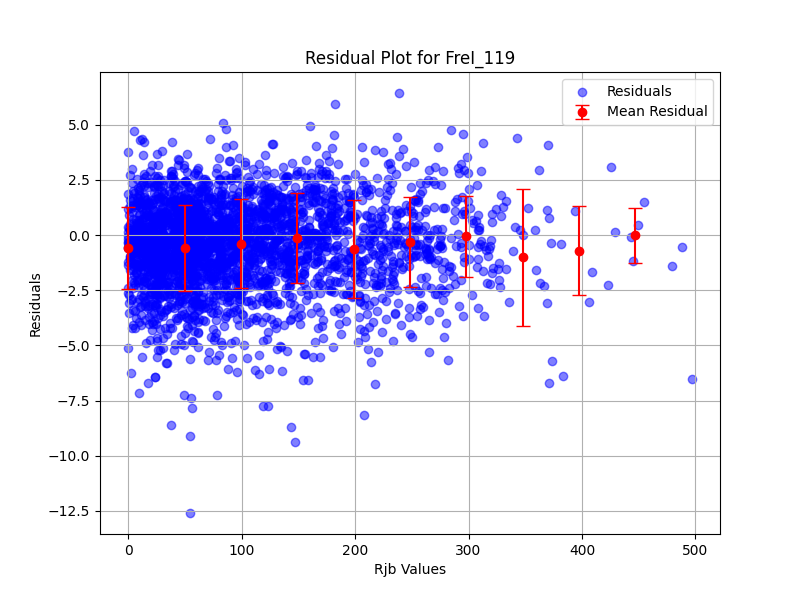 Residual Plot for FreI_119
Residuals
Mean Residual
5.0
2.5
0.0
−2.5
−5.0
−7.5
−10.0
−12.5
Residuals
0 100 200 300 400 500
Rjb Values